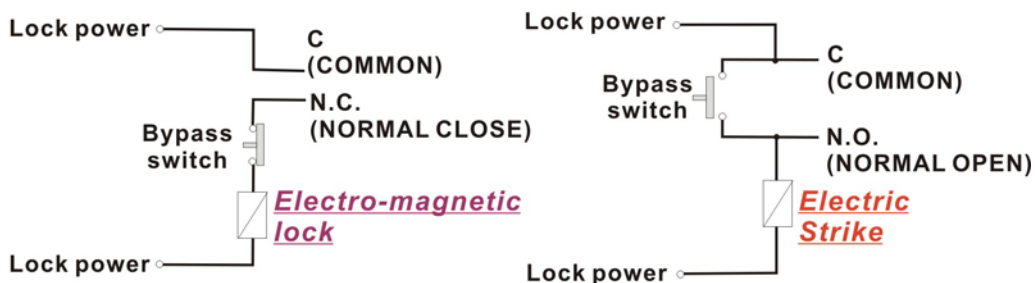 Lock power
C
(COMMON)
N.C.
(NORMAL CLOSE)
Bypass
switch
Electro-magnetic
lock
Lock power
Lock power
C
(COMMON)
Bypass
switch
N.O.
(NORMAL OPEN)
Electric
Strike
Lock power